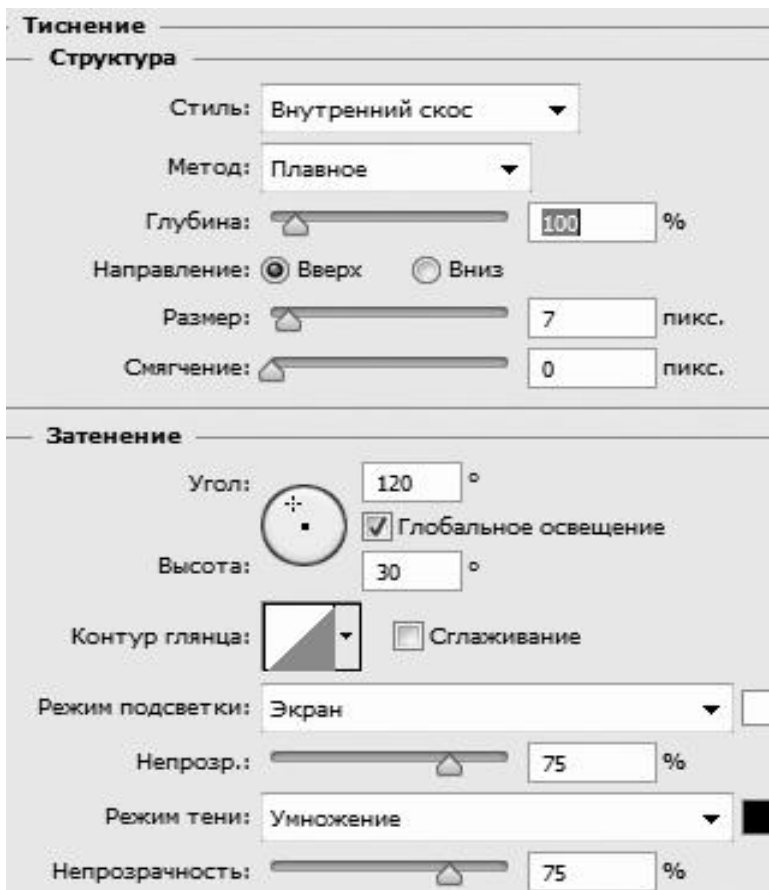 Тиснение
Структура
Стиль: Внутренний скос
Метод: Плавное
Глубина: 100 %
Направление: Вверх Вниз
Размер: 7 пикс.
Смягчение: 0 пикс.
Затенение
Угол: 120 °
Глобальное освещение
Высота: 30 °
Контур глянца: Сглаживание
Режим подсветки: Экран
Непрозр.: 75 %
Режим тени: Умножение
Непрозрачность: 75 %